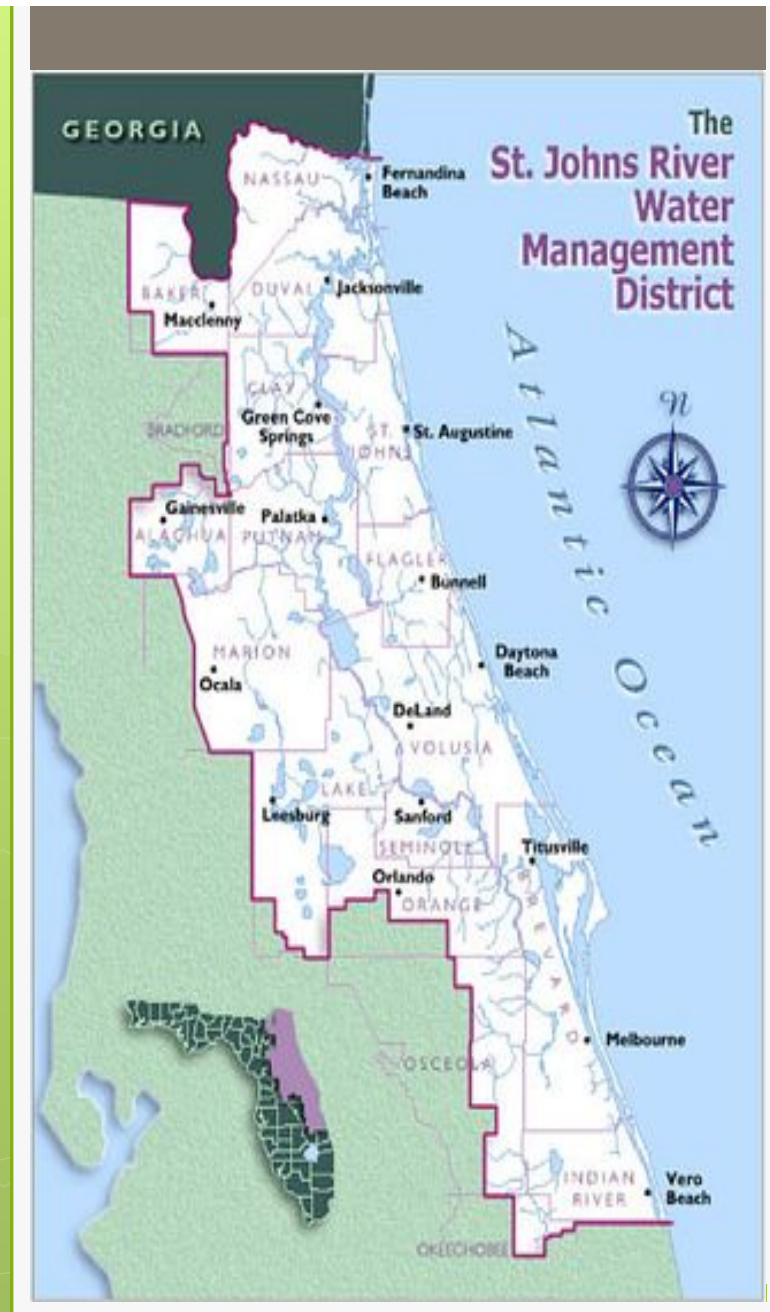 The
St. Johns River
Water
Management
District
GEORGIA
NASSAU
Fernandina
Beach
BAKER
DUVAL
Jacksonville
Macclenny
CLAY
Green Cove
Springs
BRADFORD
ST.
JOHNS
St. Augustine
Atlantic Ocean
N
Gainesville
ALACHUA
Palatka
PUTNAM
FLAGLER
Bunnell
MARION
Ocala
Daytona
Beach
DeLand
VOLUSIA
LAKE
Leesburg
Sanford
SEMINOLE
Titusville
Orlando
ORANGE
BREVARD
Melbourne
OSCEOLA
INDIAN
RIVER
Vero
Beach
OKEECHOBEE